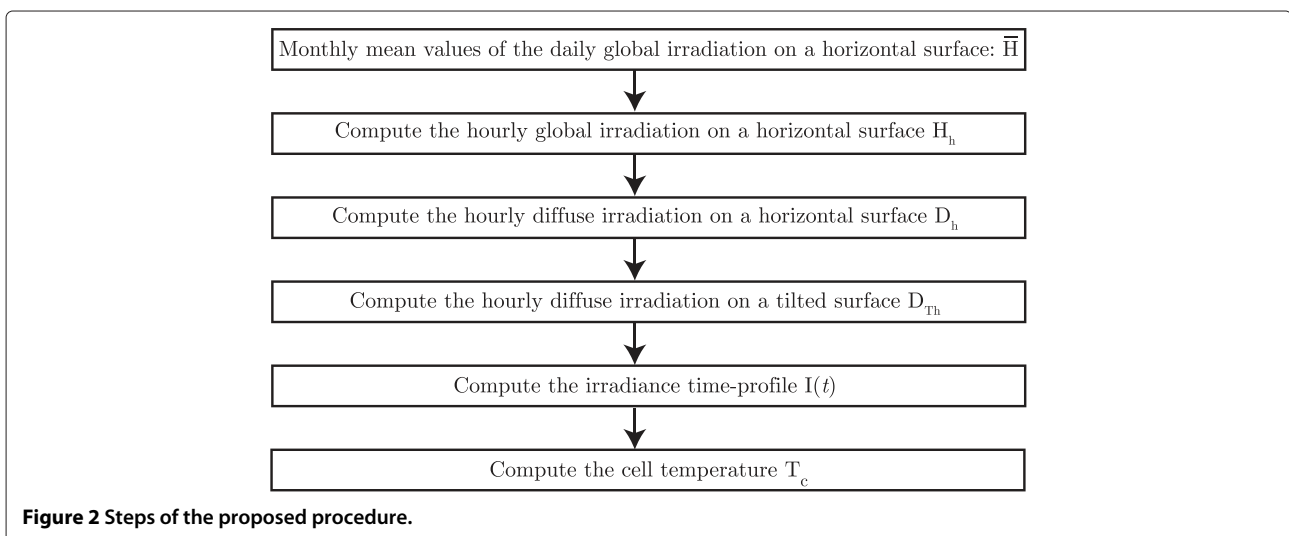 Monthly mean values of the daily global irradiation on a horizontal surface: H̅
Compute the hourly global irradiation on a horizontal surface Hₕ
Compute the hourly diffuse irradiation on a horizontal surface Dₕ
Compute the hourly diffuse irradiation on a tilted surface D_Th
Compute the irradiance time-profile I(t)
Compute the cell temperature T_c
Figure 2 Steps of the proposed procedure.